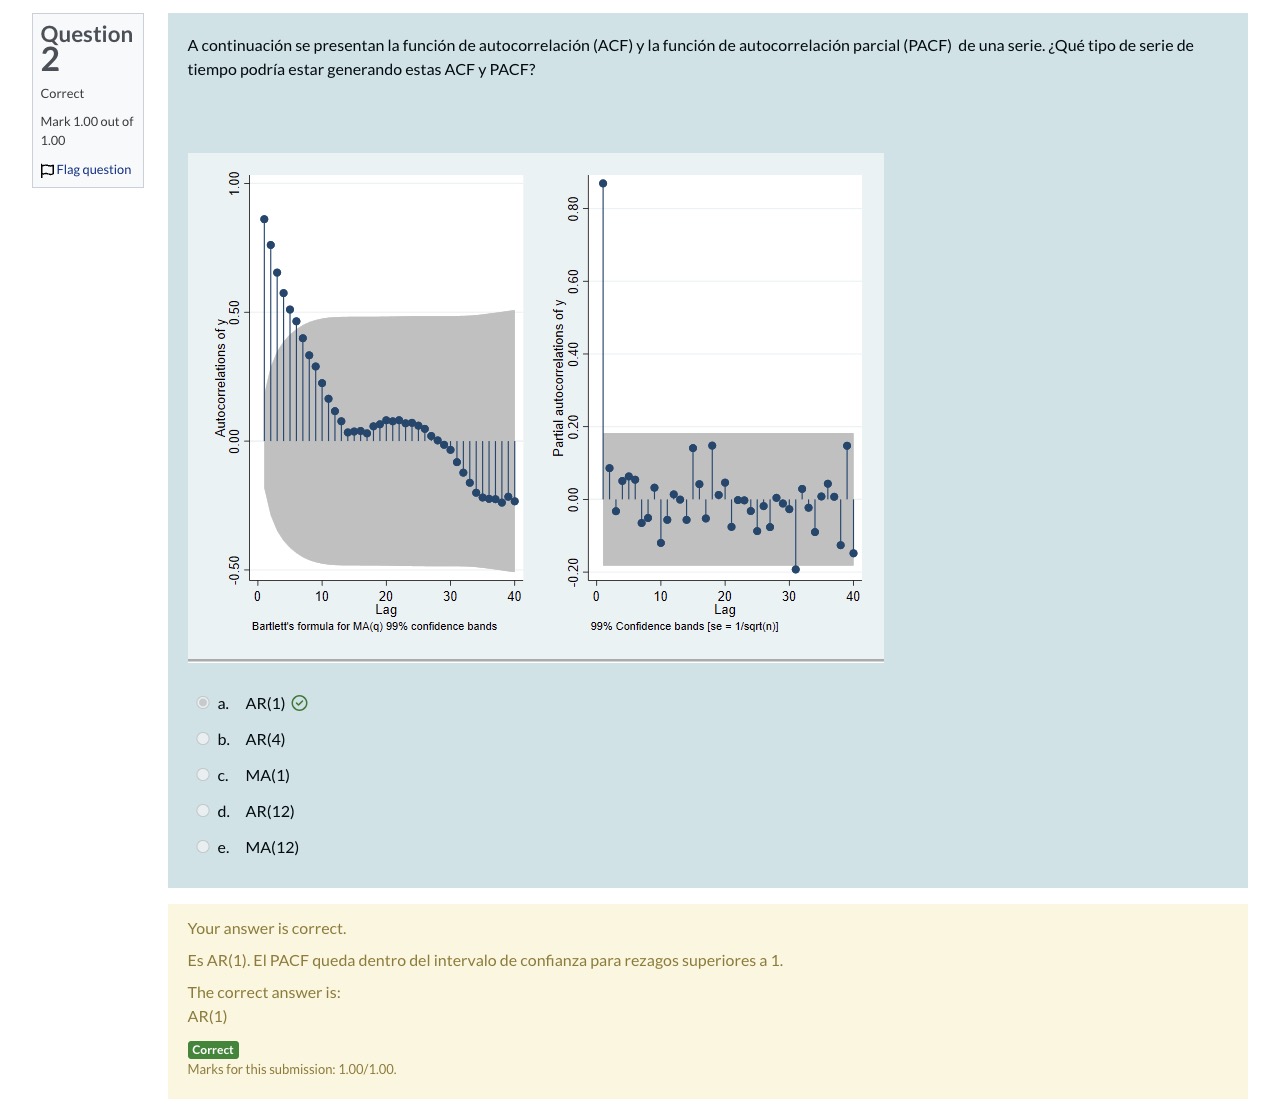 Question
2
Correct
Mark 1.00 out of
1.00
Flag question
A continuación se presentan la función de autocorrelación (ACF) y la función de autocorrelación parcial (PACF) de una serie. ¿Qué tipo de serie de
tiempo podría estar generando estas ACF y PACF?
Autocorrelations of y
1.00
0.50
0.00
-0.50
0 10 20 30 40
Lag
Bartlett's formula for MA(q) 99% confidence bands
Partial autocorrelations of y
0.80
0.60
0.40
0.20
0.00
-0.20
0 10 20 30 40
Lag
99% Confidence bands [se = 1/sqrt(n)]
a. AR(1)
b. AR(4)
c. MA(1)
d. AR(12)
e. MA(12)
Your answer is correct.
Es AR(1). El PACF queda dentro del intervalo de confianza para rezagos superiores a 1.
The correct answer is:
AR(1)
Correct
Marks for this submission: 1.00/1.00.